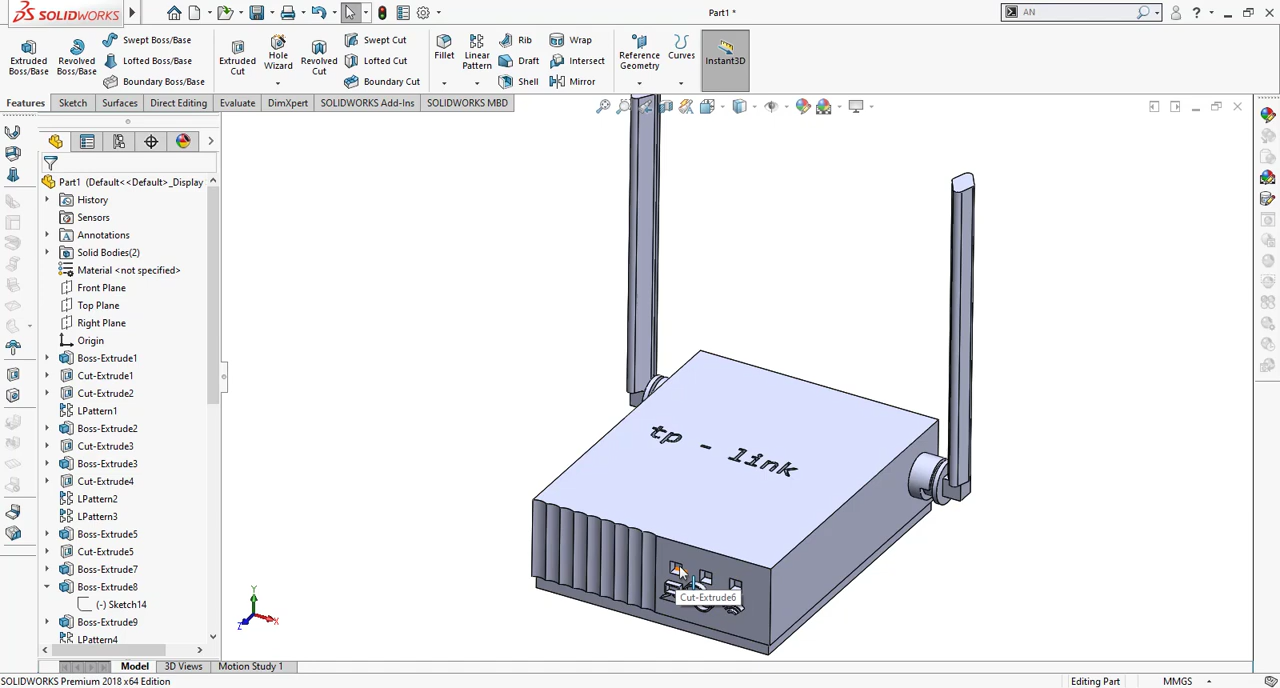 SOLIDWORKS
Part1 *
AN
Extruded Boss/Base
Revolved Boss/Base
Swept Boss/Base
Lofted Boss/Base
Boundary Boss/Base
Extruded Cut
Hole Wizard
Revolved Cut
Swept Cut
Lofted Cut
Boundary Cut
Fillet
Linear Pattern
Rib
Draft
Shell
Wrap
Intersect
Mirror
Reference Geometry
Curves
Instant3D
Features
Sketch
Surfaces
Direct Editing
Evaluate
DimXpert
SOLIDWORKS Add-Ins
SOLIDWORKS MBD
Part1 (Default<<Default>_Display
History
Sensors
Annotations
Solid Bodies(2)
Material <not specified>
Front Plane
Top Plane
Right Plane
Origin
Boss-Extrude1
Cut-Extrude1
Cut-Extrude2
LPattern1
Boss-Extrude2
Cut-Extrude3
Boss-Extrude3
Cut-Extrude4
LPattern2
LPattern3
Boss-Extrude5
Cut-Extrude5
Boss-Extrude7
Boss-Extrude8
(-) Sketch14
Boss-Extrude9
LPattern4
tp - link
Cut-Extrude6
Y
X
Z
Model
3D Views
Motion Study 1
SOLIDWORKS Premium 2018 x64 Edition
Editing Part
MMGS